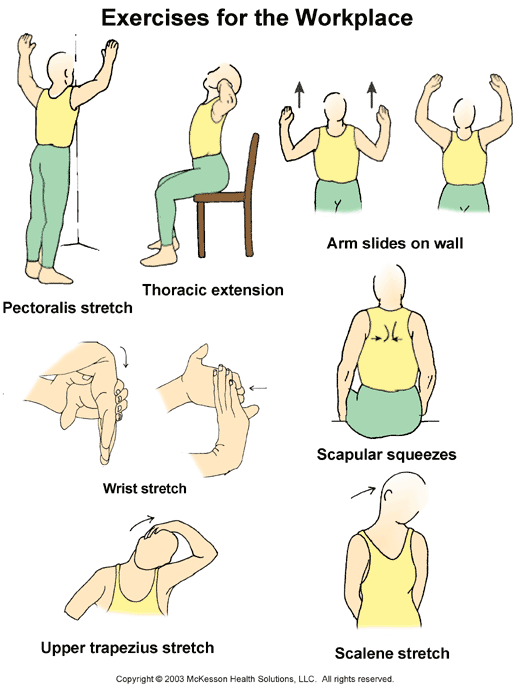 Exercises for the Workplace
Pectoralis stretch
Thoracic extension
Arm slides on wall
Wrist stretch
Scapular squeezes
Upper trapezius stretch
Scalene stretch
Copyright © 2003 McKesson Health Solutions, LLC. All rights reserved.